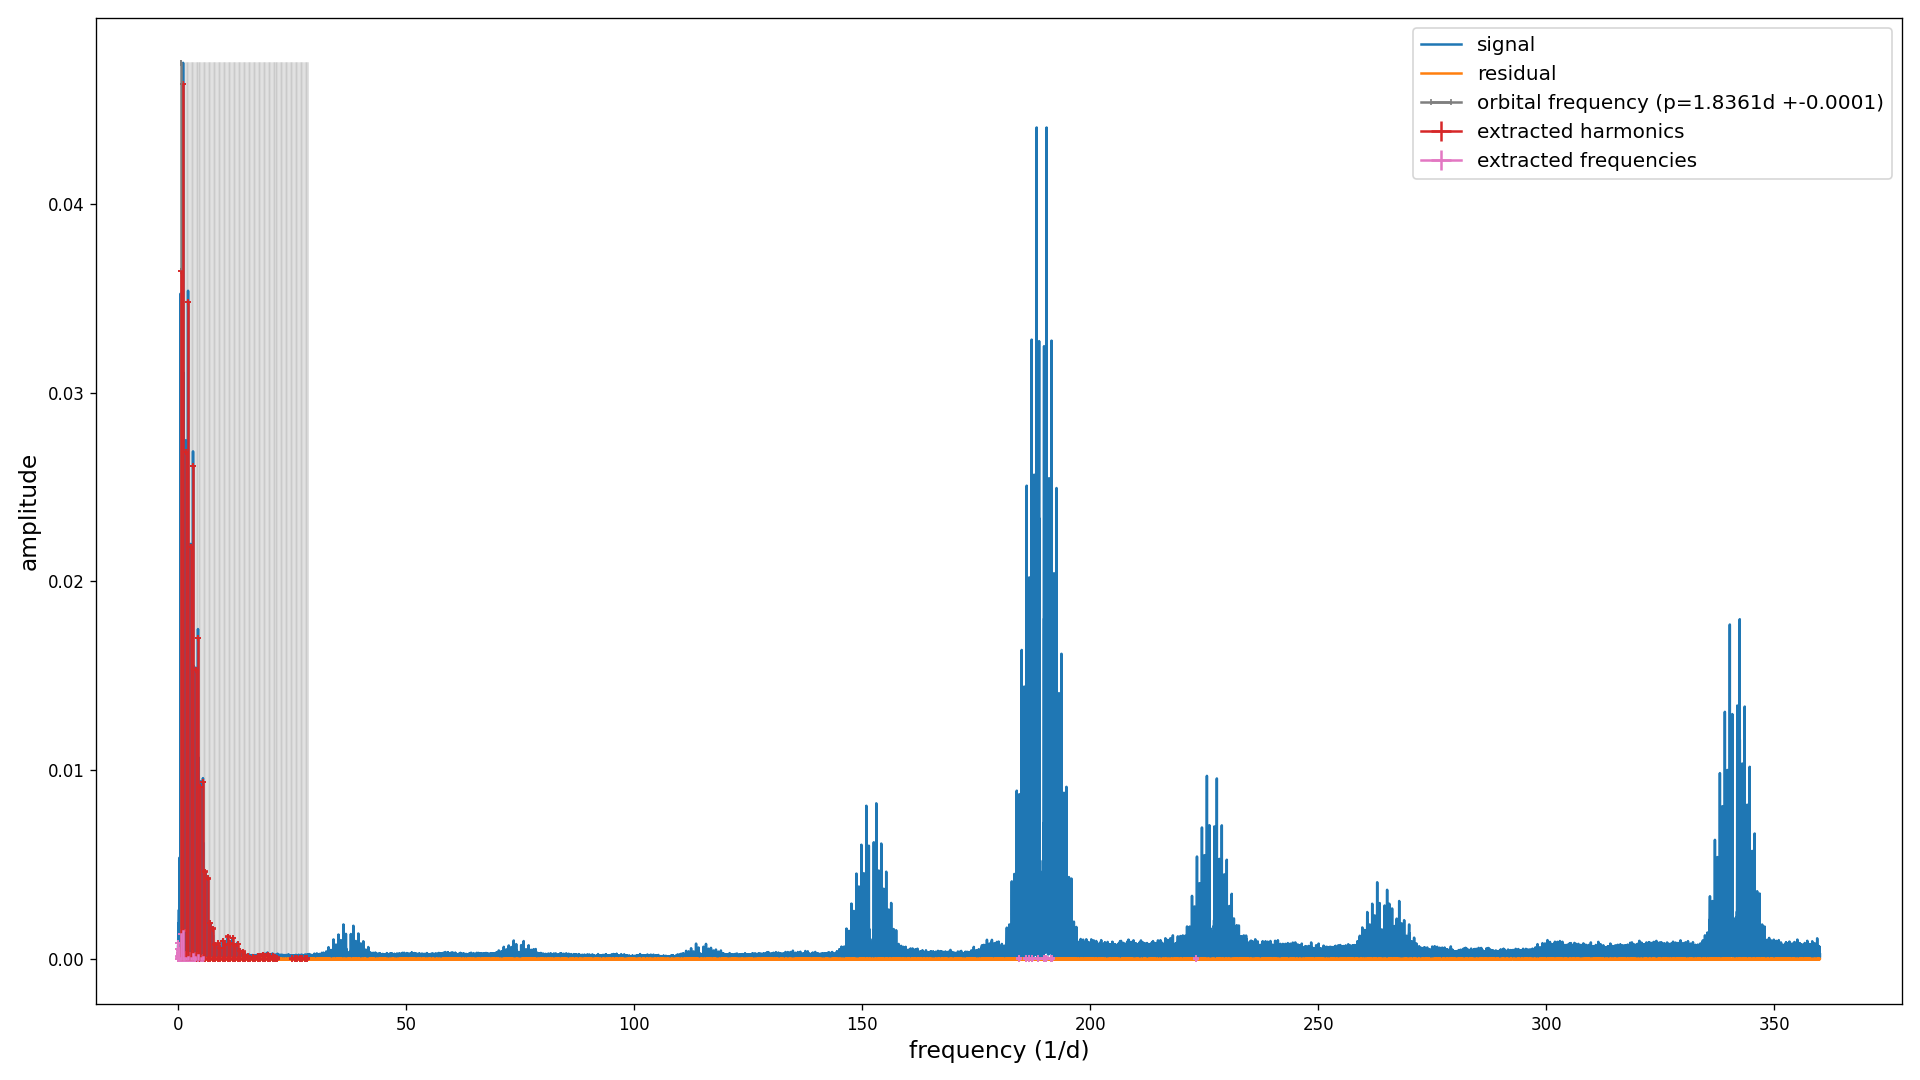 signal
residual
orbital frequency (p=1.8361d +-0.0001)
extracted harmonics
extracted frequencies
amplitude
0.04
0.03
0.02
0.01
0.00
0 50 100 150 200 250 300 350
frequency (1/d)